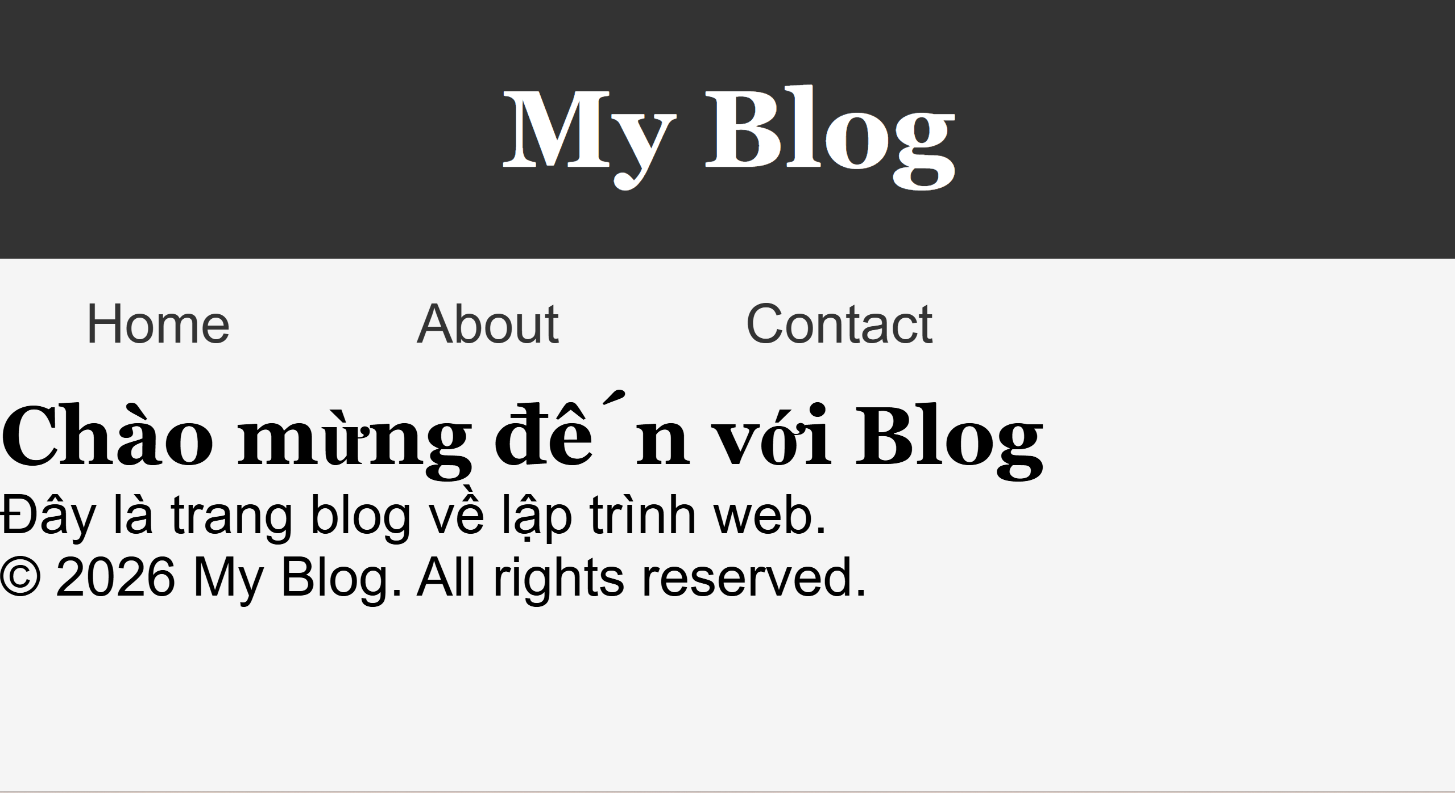 My Blog
Home About Contact
Chào mừng đến với Blog
Đây là trang blog về lập trình web.
© 2026 My Blog. All rights reserved.